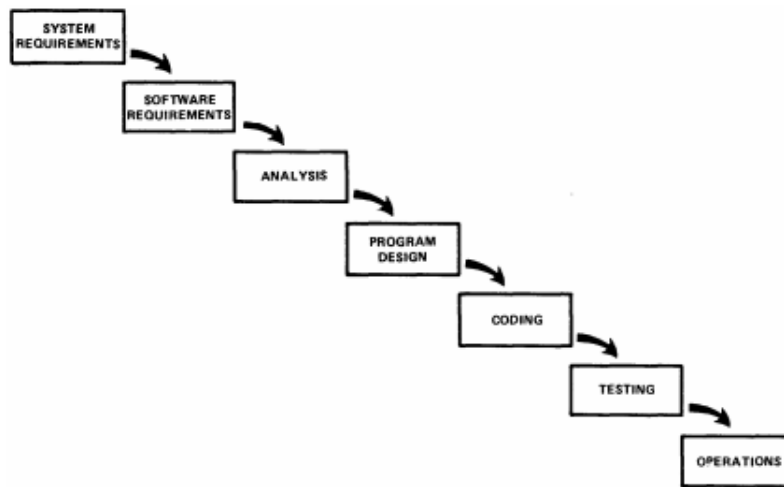 SYSTEM
REQUIREMENTS
SOFTWARE
REQUIREMENTS
ANALYSIS
PROGRAM
DESIGN
CODING
TESTING
OPERATIONS